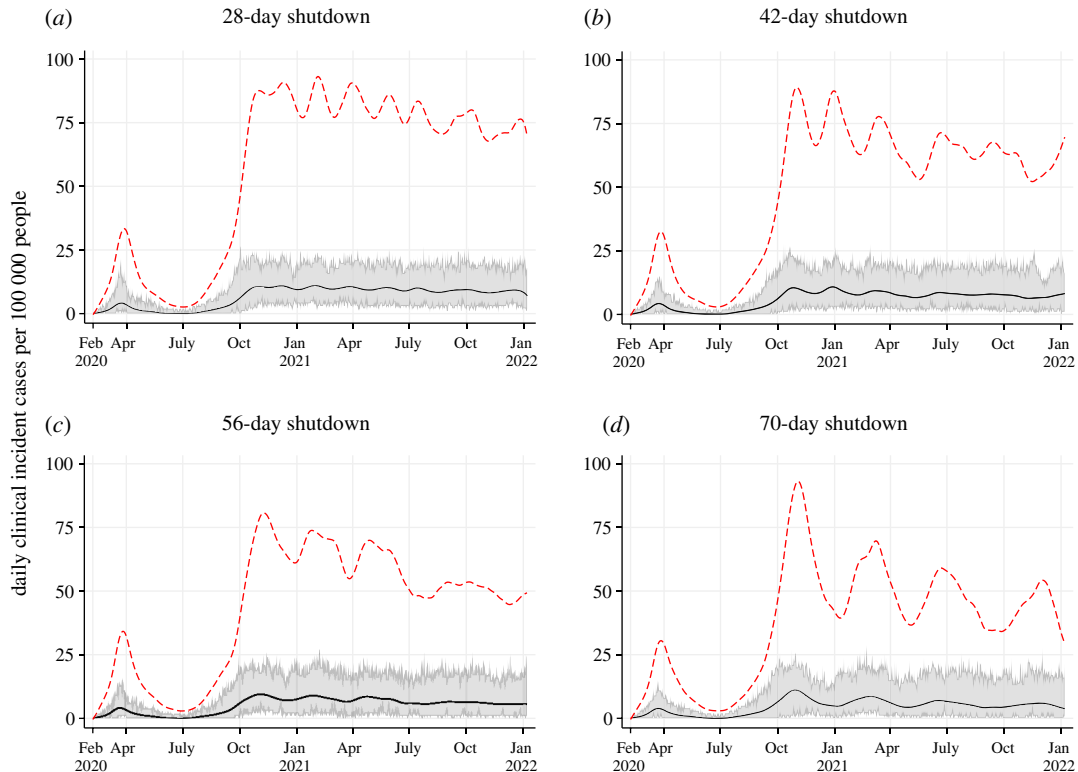 (a) 28-day shutdown
(b) 42-day shutdown
daily clinical incident cases per 100 000 people
100
75
50
25
0
Feb Apr July Oct Jan Apr July Oct Jan
2020 2021 2022
100
75
50
25
0
Feb Apr July Oct Jan Apr July Oct Jan
2020 2021 2022
(c) 56-day shutdown
(d) 70-day shutdown
100
75
50
25
0
Feb Apr July Oct Jan Apr July Oct Jan
2020 2021 2022
100
75
50
25
0
Feb Apr July Oct Jan Apr July Oct Jan
2020 2021 2022